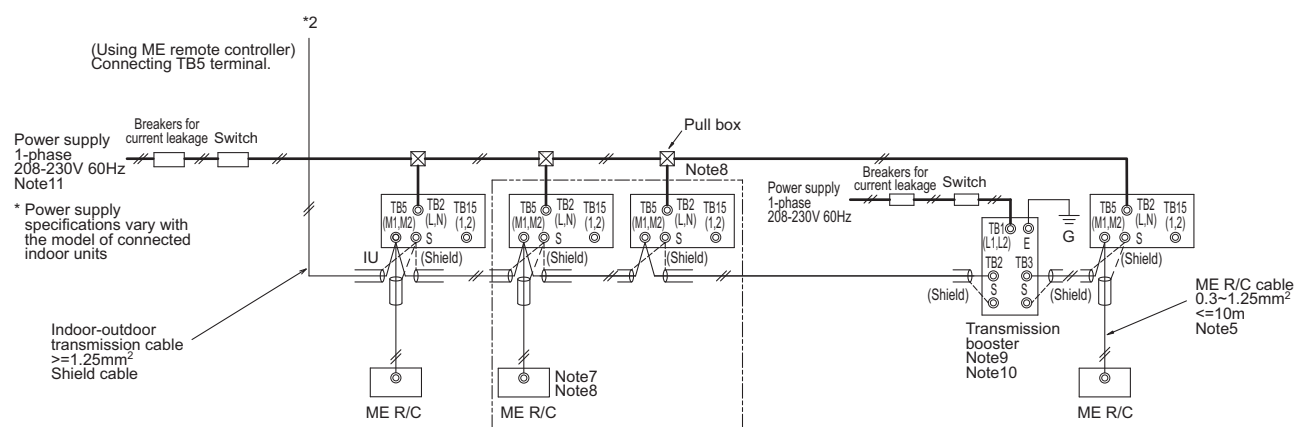 *2
(Using ME remote controller)
Connecting TB5 terminal.
Power supply
1-phase
208-230V 60Hz
Note11
Breakers for
current leakage
Switch
Pull box
Note8
* Power supply
specifications vary with
the model of connected
indoor units
TB5
(M1,M2)
TB2
(L,N)
TB15
(1,2)
S
IU
(Shield)
TB5
(M1,M2)
TB2
(L,N)
TB15
(1,2)
S
(Shield)
TB5
(M1,M2)
TB2
(L,N)
TB15
(1,2)
S
(Shield)
Power supply
1-phase
208-230V 60Hz
Breakers for
current leakage
Switch
TB1
(L1,L2)
E
G
TB2
TB3
S
S
(Shield)
(Shield)
Transmission
booster
Note9
Note10
TB5
(M1,M2)
TB2
(L,N)
TB15
(1,2)
S
(Shield)
ME R/C cable
0.3~1.25mm²
<=10m
Note5
Indoor-outdoor
transmission cable
>=1.25mm²
Shield cable
ME R/C
Note7
Note8
ME R/C
ME R/C